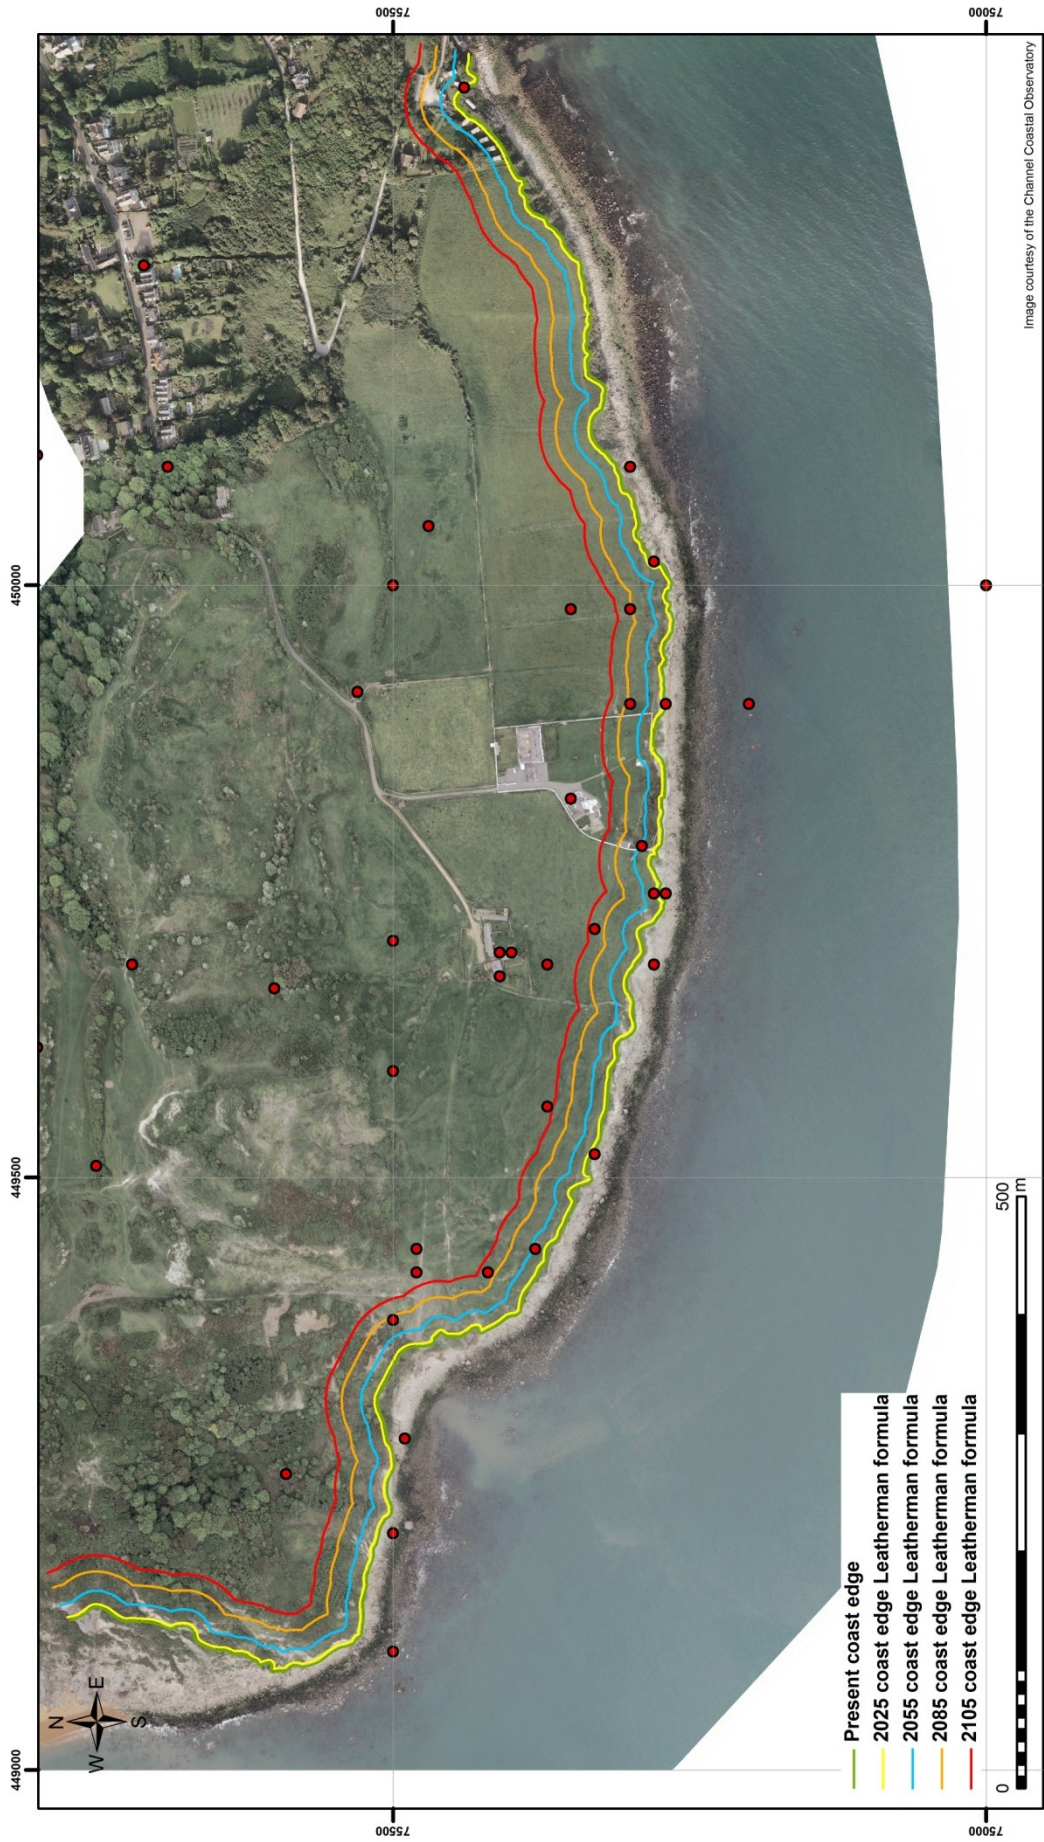 449000
449500
450000
75500
75000
75500
75000
N
W
E
S
Present coast edge
2025 coast edge Leatherman formula
2055 coast edge Leatherman formula
2085 coast edge Leatherman formula
2105 coast edge Leatherman formula
0
500
m
Image courtesy of the Channel Coastal Observatory